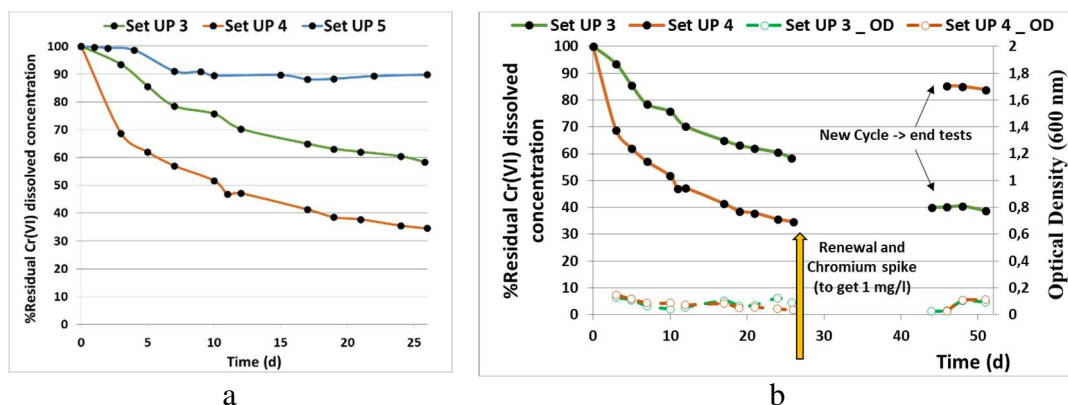 Set UP 3 Set UP 4 Set UP 5
%Residual Cr(VI) dissolved concentration
100
90
80
70
60
50
40
30
20
10
0
0 5 10 15 20 25
Time (d)
a
Set UP 3 Set UP 4 Set UP 3 _ OD Set UP 4 _ OD
%Residual Cr(VI) dissolved
concentration
100
90
80
70
60
50
40
30
20
10
0
New Cycle -> end tests
Renewal and
Chromium spike
(to get 1 mg/l)
2
1,8
1,6
1,4
1,2
1
0,8
0,6
0,4
0,2
0
Optical Density (600 nm)
0 10 20 30 40 50
Time (d)
b